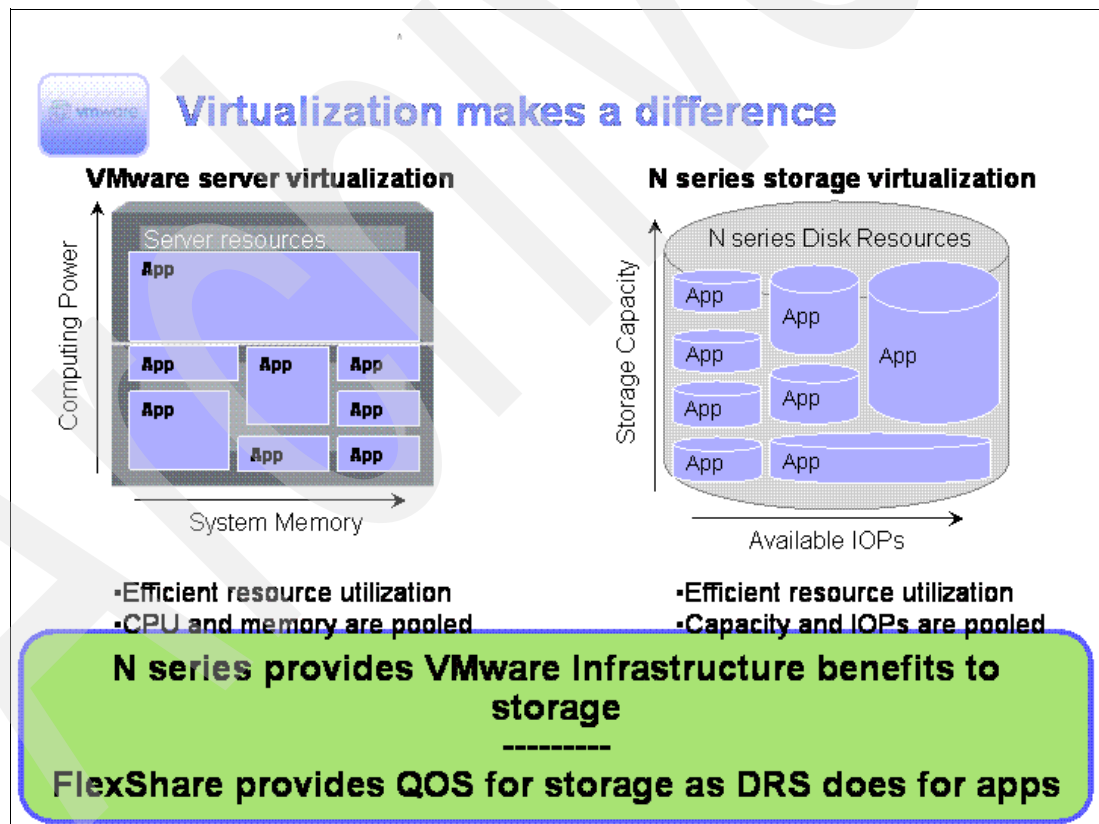 vmware
Virtualization makes a difference
VMware server virtualization
Computing Power
Server resources
App
App
App
App
App
App
App
App
System Memory
▪Efficient resource utilization
▪CPU and memory are pooled
N series storage virtualization
Storage Capacity
N series Disk Resources
App
App
App
App
App
App
App
App
Available IOPs
▪Efficient resource utilization
▪Capacity and IOPs are pooled
N series provides VMware Infrastructure benefits to
storage
---------
FlexShare provides QOS for storage as DRS does for apps